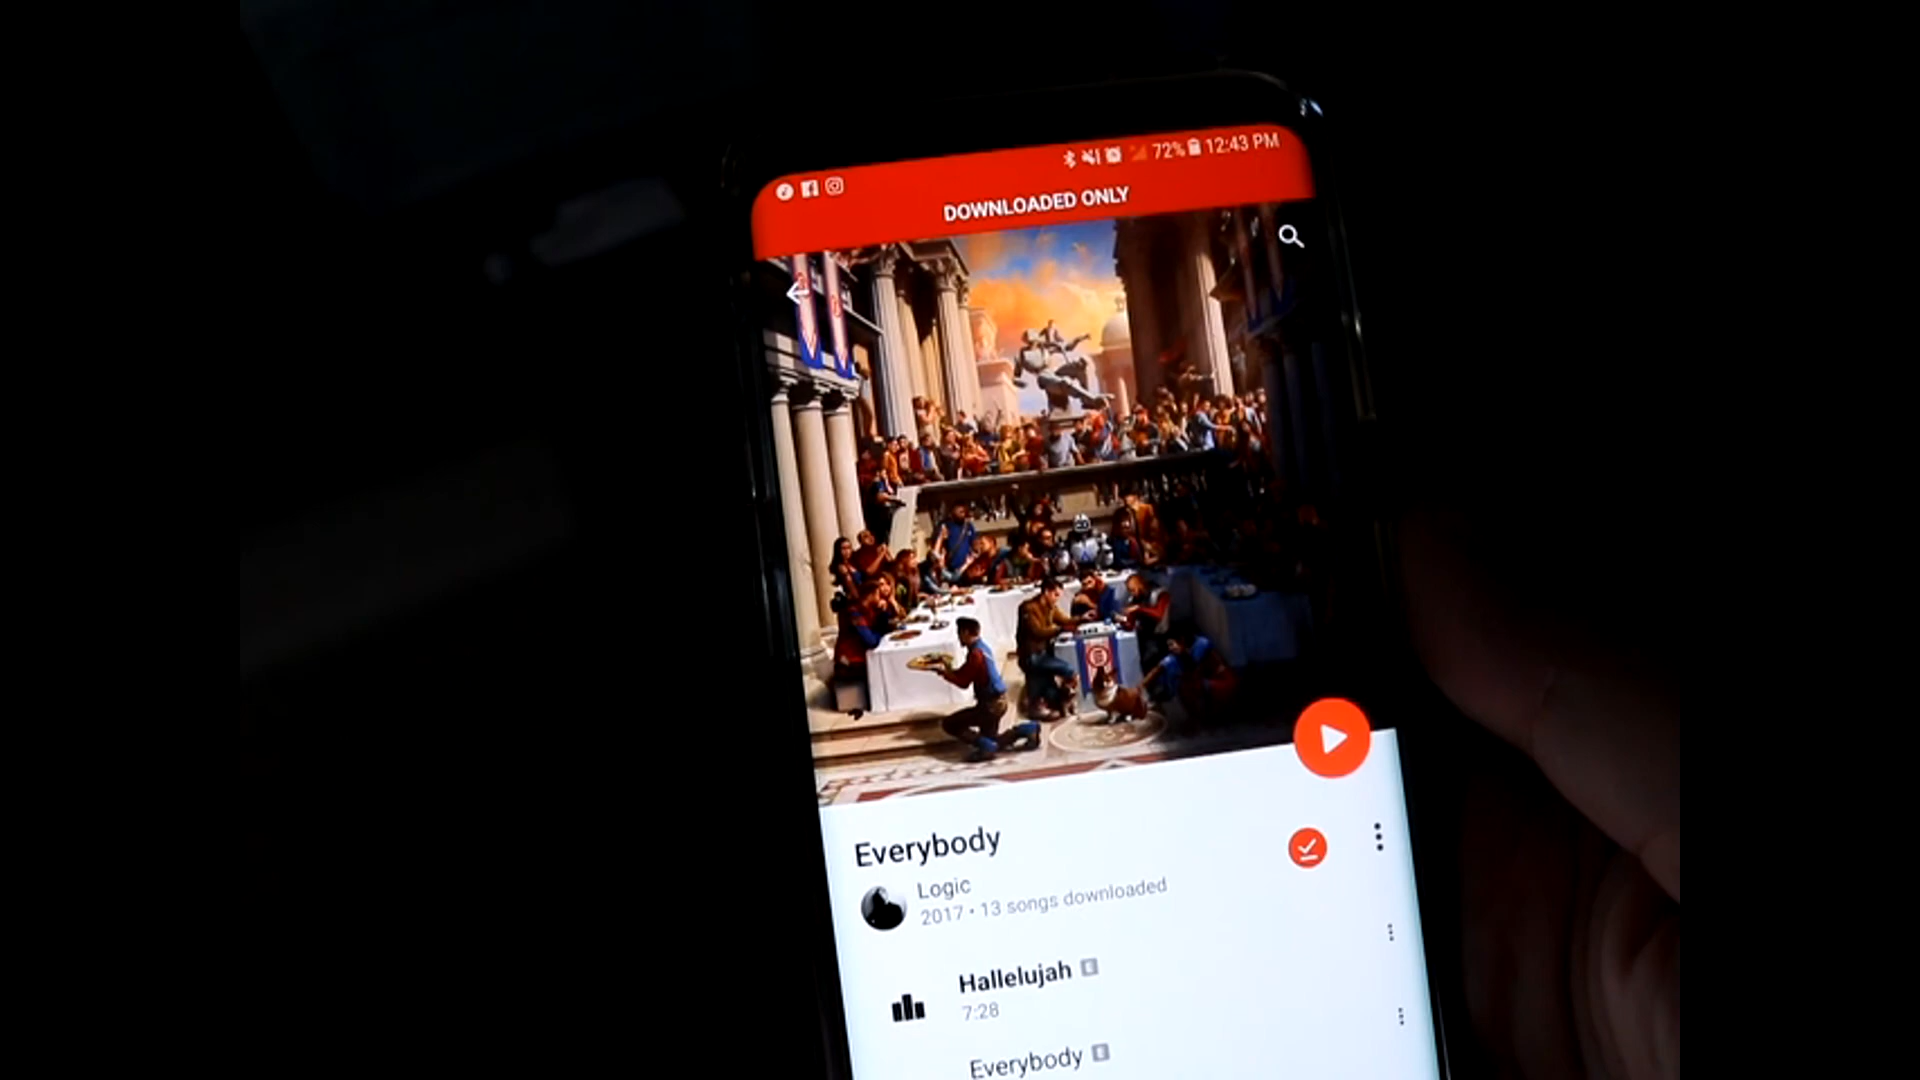 72% 12:43 PM
DOWNLOADED ONLY
Everybody
Logic
2017 • 13 songs downloaded
Hallelujah E
7:28
Everybody E